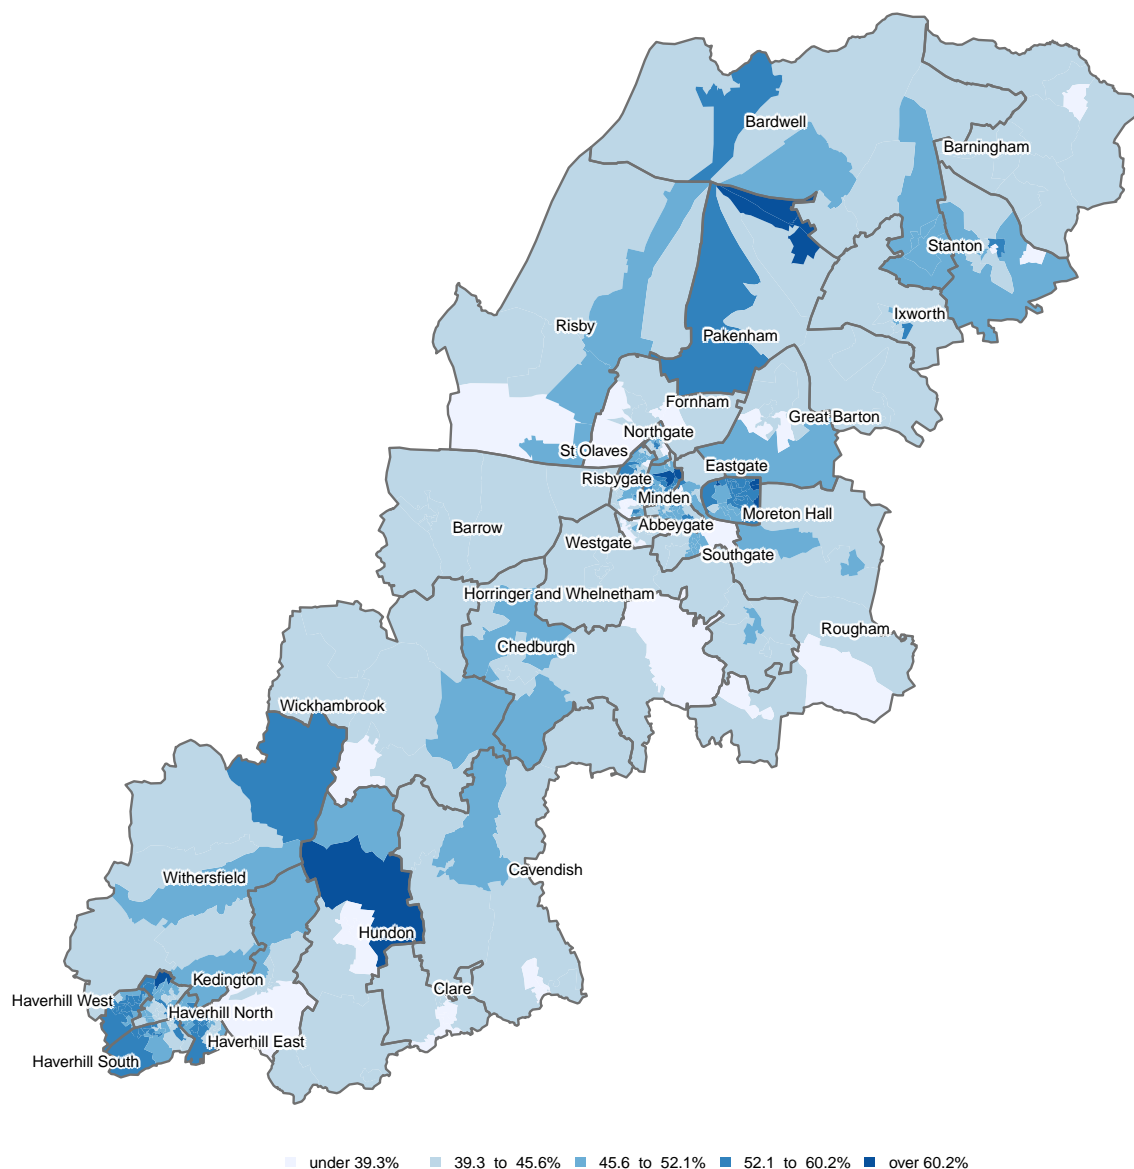 Bardwell
Barningham
Stanton
Ixworth
Risby
Pakenham
Fornham
Great Barton
Northgate
St Olaves
Eastgate
Risbygate
Minden
Moreton Hall
Abbeygate
Barrow
Westgate
Southgate
Horringer and Whelnetham
Rougham
Chedburgh
Wickhambrook
Cavendish
Withersfield
Hundon
Kedington
Clare
Haverhill West
Haverhill North
Haverhill East
Haverhill South
under 39.3% 39.3 to 45.6% 45.6 to 52.1% 52.1 to 60.2% over 60.2%